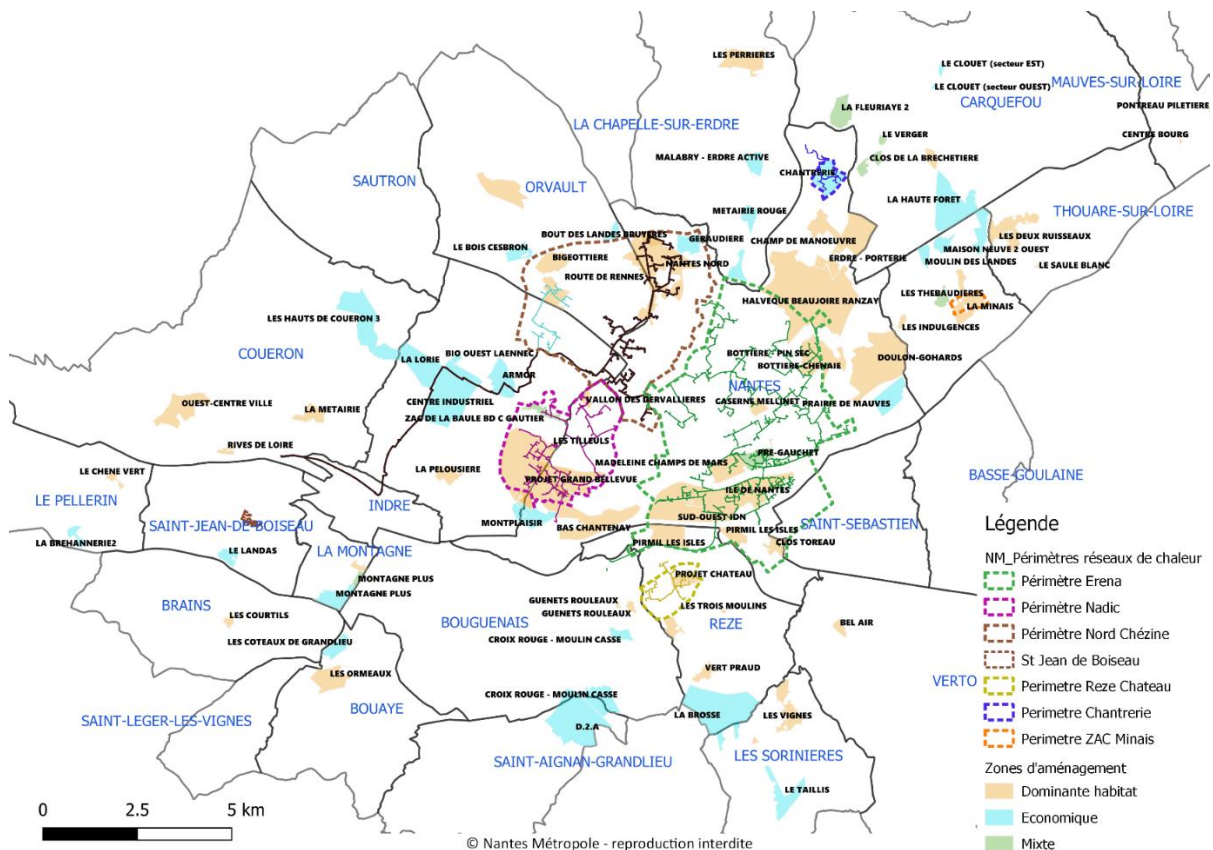 LES PERRIERES
LE CLOUET (secteur EST)
MAUVES-SUR-LOIRE
LE CLOUET (secteur OUEST)
CARQUEFOU
PONTREAU PILETIERE
LA FLEURIAYE 2
LA CHAPELLE-SUR-ERDRE
LE VERGER
CENTRE BOURG
MALABRY - ERDRE ACTIVE
CLOS DE LA BRECHETIERE
CHANTRERIE
SAUTRON
ORVAULT
LA HAUTE FORET
METAIRIE ROUGE
THOUARE-SUR-LOIRE
BOUT DES LANDES BRUYERES
GERAUDIERE
CHAMP DE MANOEUVRE
LES DEUX RUISSEAUX
LE BOIS CESBRON
MAISON NEUVE 2 OUEST
BIGEOTTIERE
NANTES NORD
ERDRE - PORTERIE
MOULIN DES LANDES
LE SAULE BLANC
ROUTE DE RENNES
LES THEBAUDIERES
HALVEQUE BEAUJOIRE RANZAY
LA MINAIS
LES HAUTS DE COUERON 3
LES INDULGENCES
COUERON
BIO OUEST LAENNEC
BOTTIERE - PIN SEC
LA LORIE
DOULON-GOHARDS
BOTTIERE-CHENAIE
ARMOR
NANTES
OUEST-CENTRE VILLE
CENTRE INDUSTRIEL
VALLON DES DERVALLIERES
CASERNE MELLINET
PRAIRIE DE MAUVES
LA METAIRIE
ZAC DE LA BAULE BD C GAUTIER
LES TILLEULS
RIVES DE LOIRE
PRE-GAUCHET
MADELEINE CHAMPS DE MARS
LE CHENE VERT
LA PELOUSIERE
BASSE-GOULAINE
PROJET GRAND BELLEVUE
ILE DE NANTES
LE PELLERIN
INDRE
SUD-OUEST IDN
SAINT-JEAN-DE-BOISEAU
MONTPLAISIR
BAS CHANTENAY
PIRMIL LES ISLES
SAINT-SEBASTIEN
LA BREHANNERIE2
PIRMIL LES ISLES
CLOS TOREAU
LE LANDAS
LA MONTAGNE
MONTAGNE PLUS
PROJET CHATEAU
MONTAGNE PLUS
BRAINS
GUENETS ROULEAUX
LES TROIS MOULINS
LES COURTILS
GUENETS ROULEAUX
BOUGUENAIS
REZE
BEL AIR
LES COTEAUX DE GRANDLIEU
CROIX ROUGE - MOULIN CASSE
LES ORMEAUX
VERT PRAUD
VERTO
CROIX ROUGE - MOULIN CASSE
BOUAYE
LA BROSSE
LES VIGNES
SAINT-LEGER-LES-VIGNES
D.2.A
LES SORINIERES
SAINT-AIGNAN-GRANDLIEU
LE TAILLIS
Légende
NM_Périmètres réseaux de chaleur
Périmètre Erena
Périmètre Nadic
Périmètre Nord Chézine
St Jean de Boiseau
Perimetre Reze Chateau
Perimetre Chantrerie
Perimetre ZAC Minais
Zones d'aménagement
Dominante habitat
Economique
Mixte
0 2.5 5 km
© Nantes Métropole - reproduction interdite